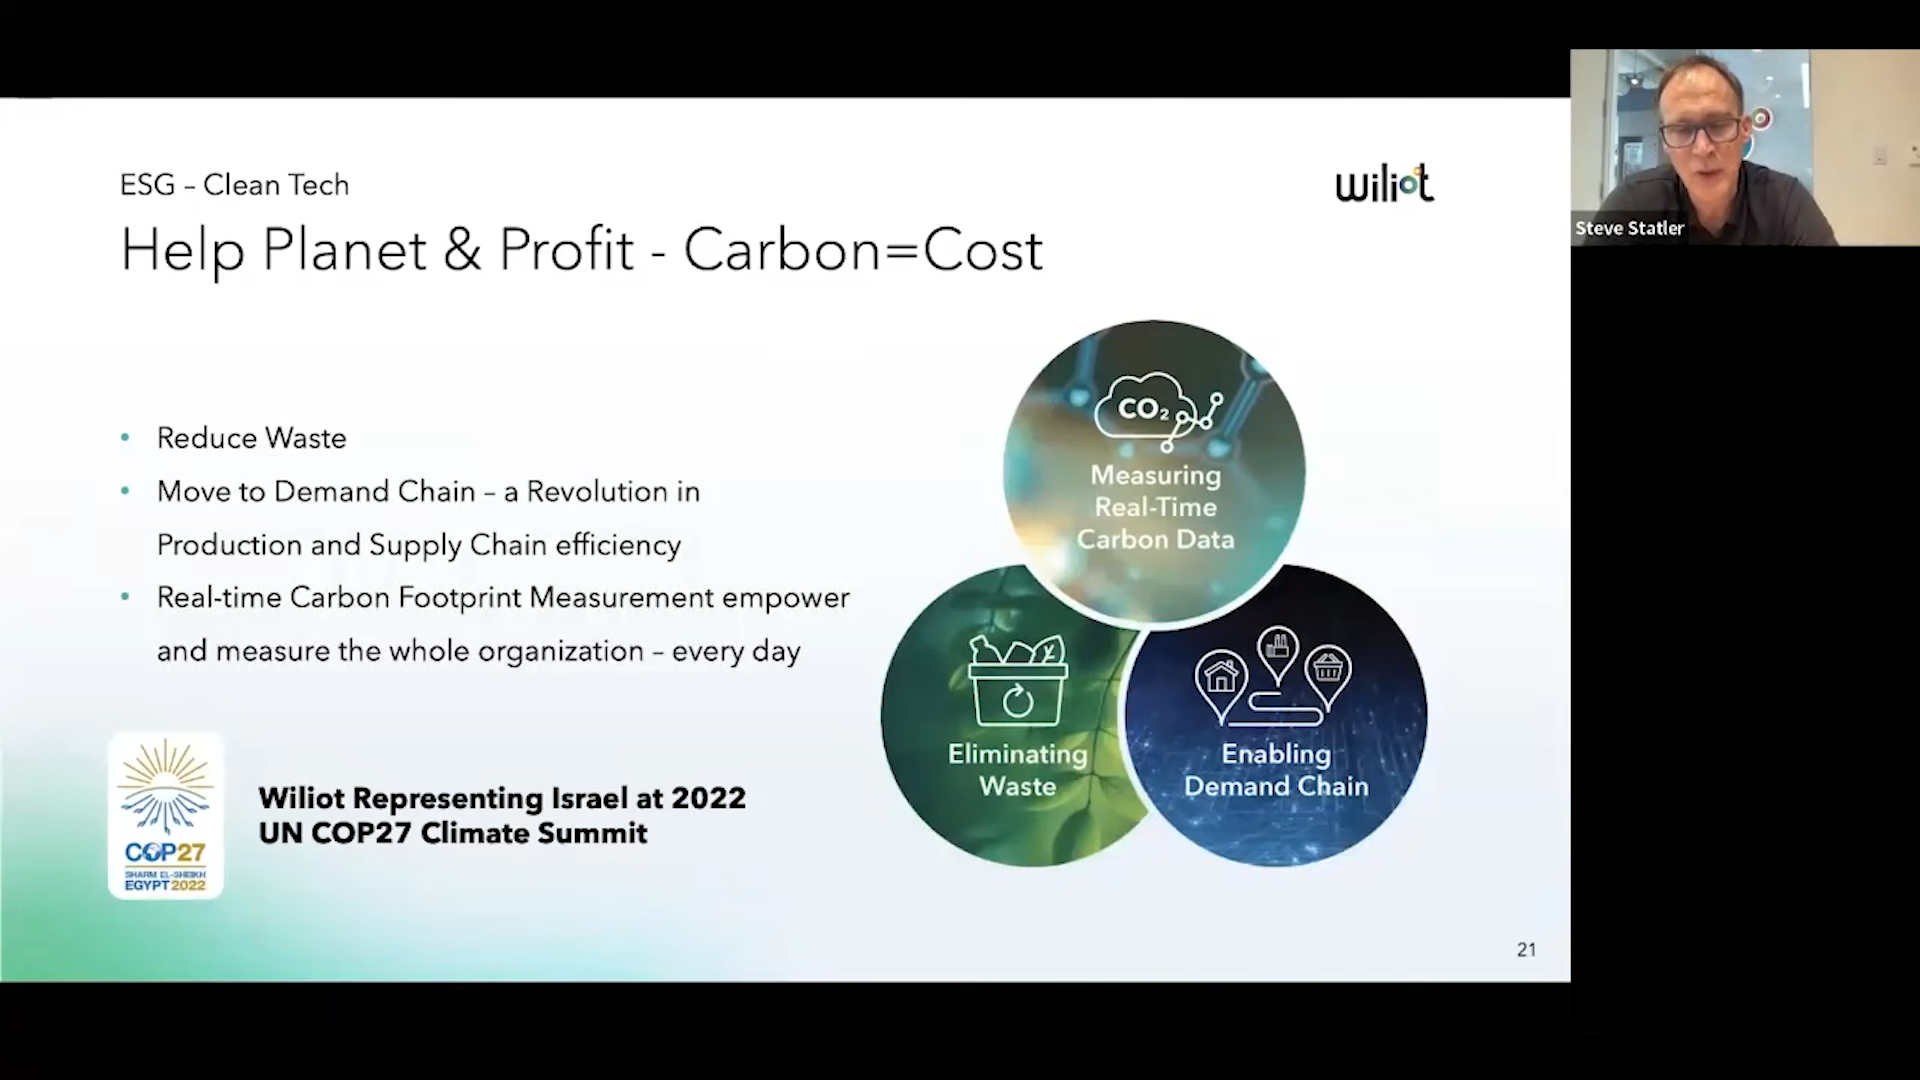 ESG – Clean Tech
Help Planet & Profit - Carbon=Cost
wiliot
Steve Statler
• Reduce Waste
• Move to Demand Chain – a Revolution in
Production and Supply Chain efficiency
• Real-time Carbon Footprint Measurement empower
and measure the whole organization – every day
CO₂
Measuring
Real-Time
Carbon Data
Eliminating
Waste
Enabling
Demand Chain
COP27
SHARM EL-SHEIKH
EGYPT2022
Wiliot Representing Israel at 2022
UN COP27 Climate Summit
21